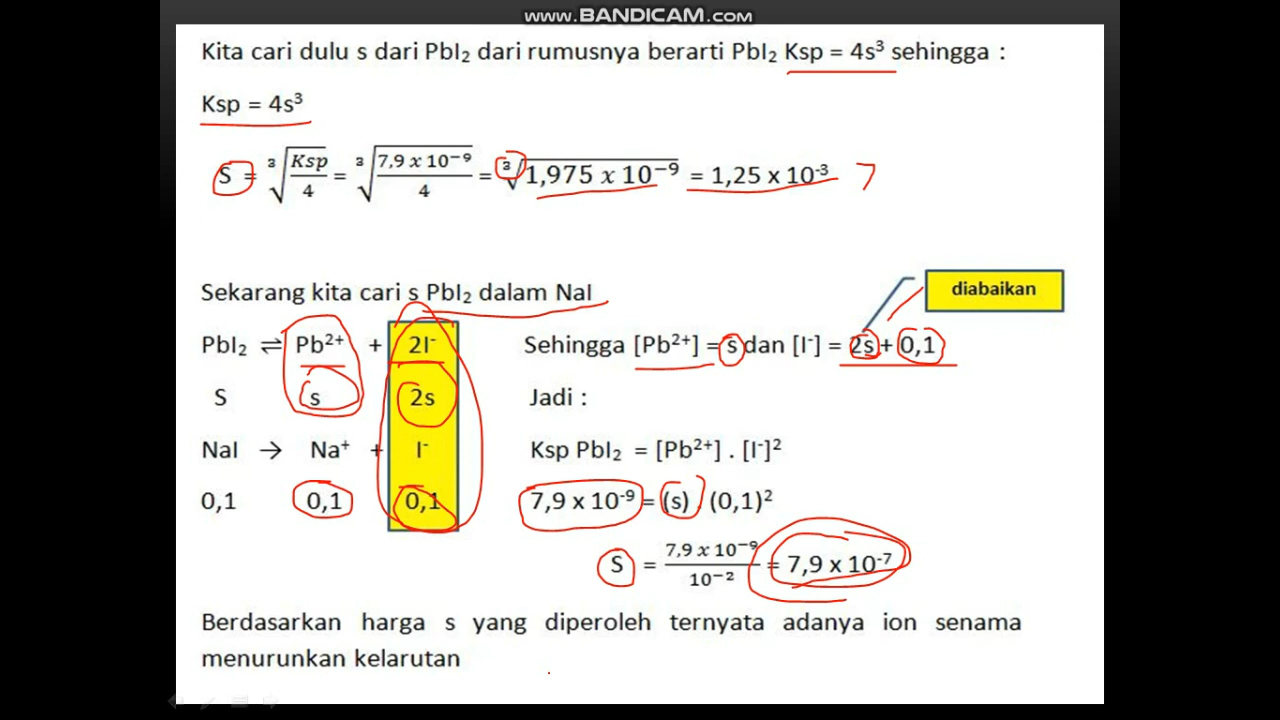 www.BANDICAM.com
Kita cari dulu s dari PbI₂ dari rumusnya berarti PbI₂ Ksp = 4s³ sehingga :
Ksp = 4s³
S = ∛(Ksp/4) = ∛(7,9 x 10⁻⁹/4) = ∛(1,975 x 10⁻⁹) = 1,25 x 10⁻³
Sekarang kita cari s PbI₂ dalam NaI
diabaikan
PbI₂ ⇌ Pb²⁺ + 2I⁻ Sehingga [Pb²⁺] = s dan [I⁻] = 2s + 0,1
S s 2s Jadi :
NaI → Na⁺ + I⁻ Ksp PbI₂ = [Pb²⁺] . [I⁻]²
0,1 0,1 0,1 7,9 x 10⁻⁹ = (s) . (0,1)²
S = 7,9 x 10⁻⁹/10⁻² = 7,9 x 10⁻⁷
Berdasarkan harga s yang diperoleh ternyata adanya ion senama
menurunkan kelarutan